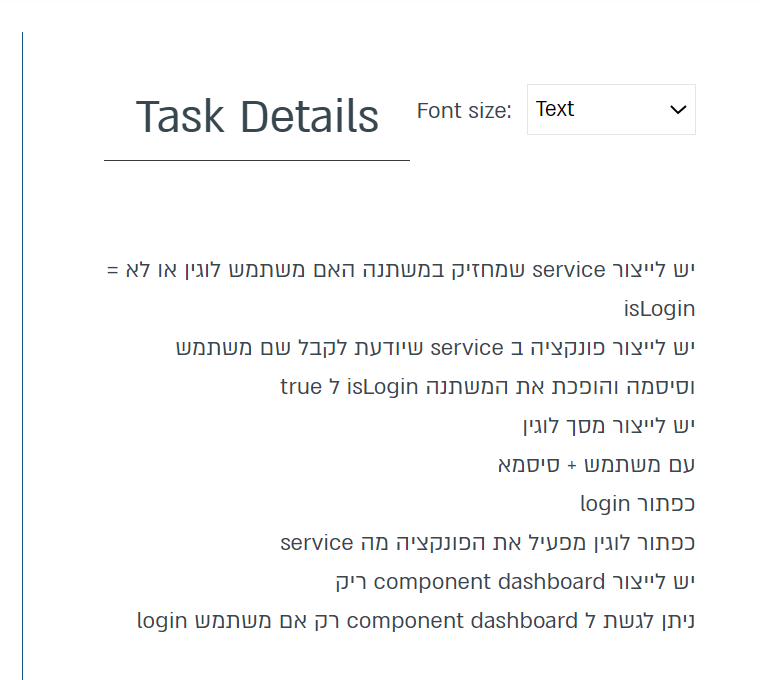 Task Details
Font size:
Text
יש לייצור service שמחזיק במשתנה האם משתמש לוגין או לא =
isLogin
יש לייצור פונקציה ב service שיודעת לקבל שם משתמש
וסיסמה והופכת את המשתנה isLogin ל true
יש לייצור מסך לוגין
עם משתמש + סיסמא
כפתור login
כפתור לוגין מפעיל את הפונקציה מה service
יש לייצור component dashboard ריק
ניתן לגשת ל component dashboard רק אם משתמש login